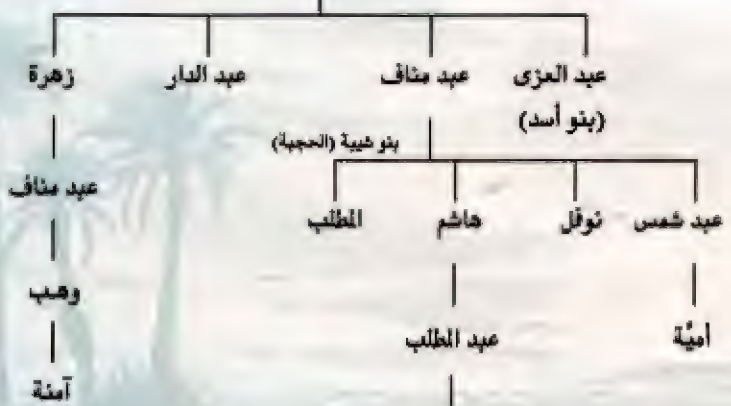 عبد العزى عبد مناف عبد الدار زهرة
(بنو أسد)
بنو شيبة (الحجبة)
عبد مناف
عبد شمس نوفل هاشم المطلب
وهب
أميّة عبد المطلب
آمنة